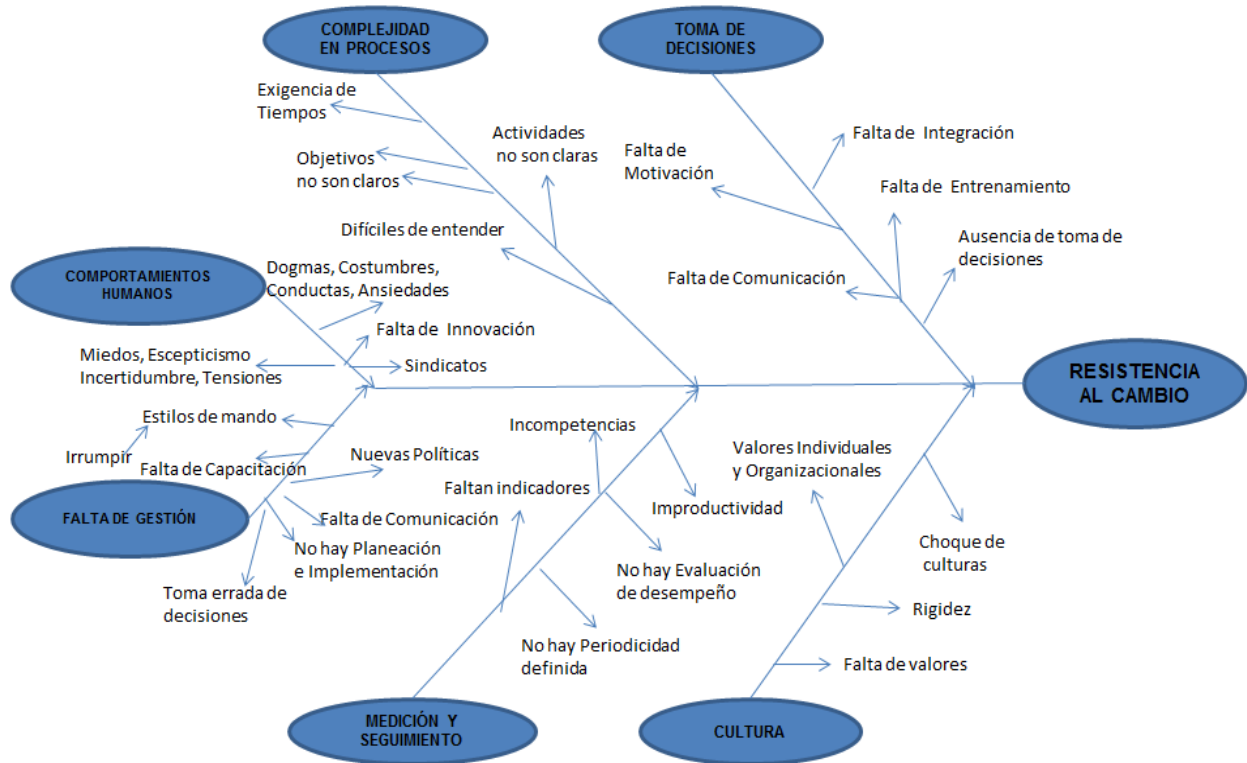 COMPLEJIDAD
EN PROCESOS
TOMA DE
DECISIONES
Exigencia de
Tiempos
Objetivos
no son claros
Actividades
no son claras
Difíciles de entender
Falta de
Motivación
Falta de Integración
Falta de Entrenamiento
Ausencia de toma de
decisiones
Falta de Comunicación
COMPORTAMIENTOS
HUMANOS
Dogmas, Costumbres,
Conductas, Ansiedades
Falta de Innovación
Miedos, Escepticismo
Incertidumbre, Tensiones
Sindicatos
RESISTENCIA
AL CAMBIO
Estilos de mando
Irrumpir
Falta de Capacitación
Nuevas Políticas
FALTA DE GESTIÓN
Falta de Comunicación
No hay Planeación
e Implementación
Toma errada de
decisiones
Incompetencias
Faltan indicadores
Improductividad
No hay Evaluación
de desempeño
No hay Periodicidad
definida
Valores Individuales
y Organizacionales
Choque de
culturas
Rigidez
Falta de valores
MEDICIÓN Y
SEGUIMIENTO
CULTURA